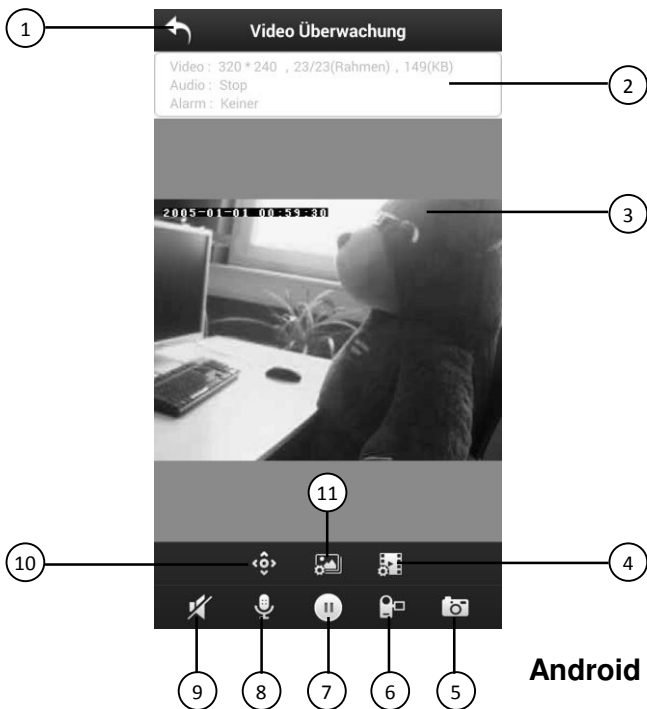 1
Video Überwachung
Video : 320 * 240 , 23/23(Rahmen) , 149(KB)
Audio : Stop
Alarm : Keiner
2
2005-01-01 00:59:30
3
11
10
4
9
8
7
6
5
Android